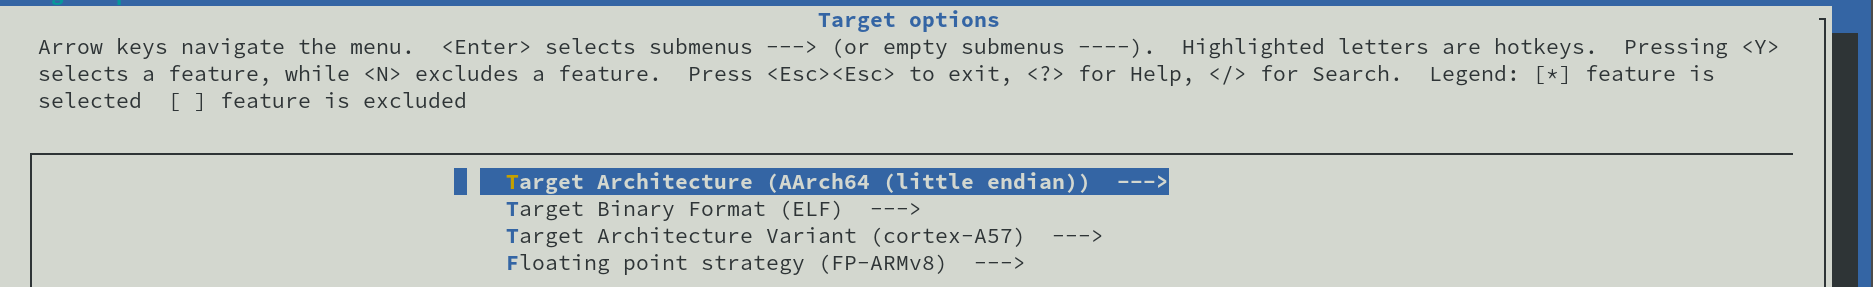 Target options
Arrow keys navigate the menu.  <Enter> selects submenus ---> (or empty submenus ----).  Highlighted letters are hotkeys.  Pressing <Y>
selects a feature, while <N> excludes a feature.  Press <Esc><Esc> to exit, <?> for Help, </> for Search.  Legend: [*] feature is
selected  [ ] feature is excluded
Target Architecture (AArch64 (little endian))  --->
Target Binary Format (ELF)  --->
Target Architecture Variant (cortex-A57)  --->
Floating point strategy (FP-ARMv8)  --->